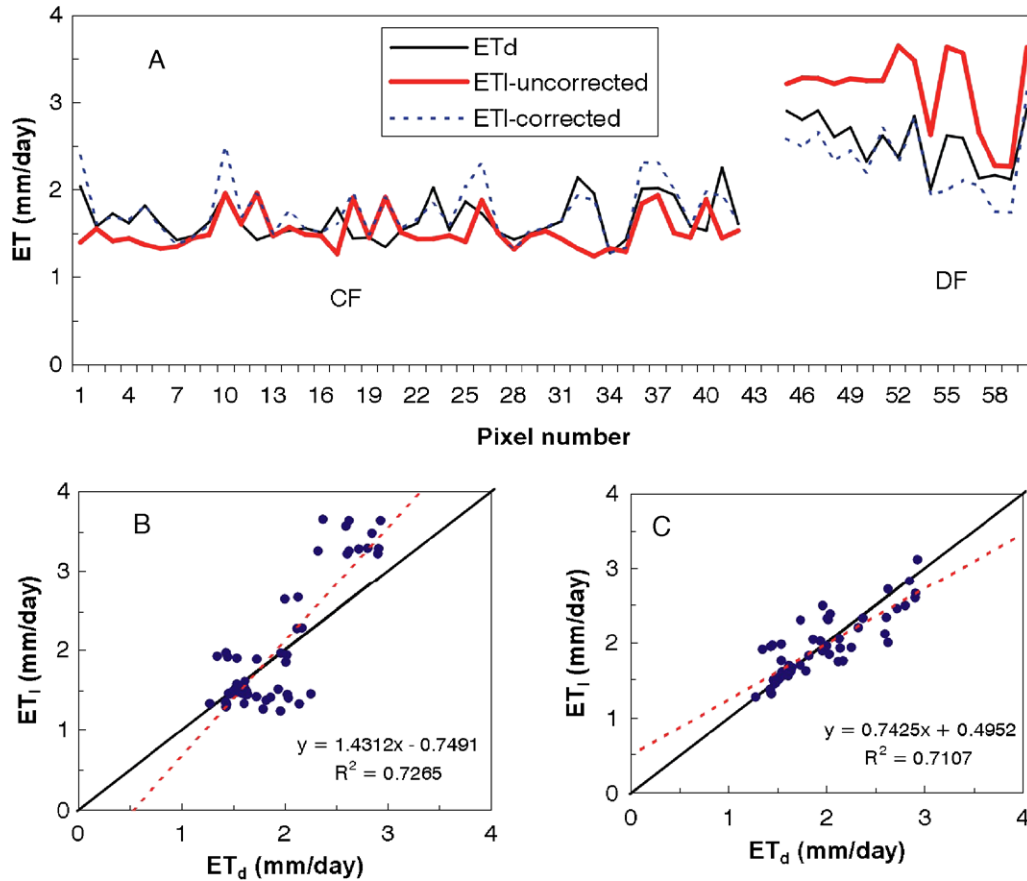 A
ETd
ETl-uncorrected
ETl-corrected
4
3
2
1
0
ET (mm/day)
CF
DF
1 4 7 10 13 16 19 22 25 28 31 34 37 40 43 46 49 52 55 58
Pixel number
B
4
3
2
1
0
ETl (mm/day)
y = 1.4312x - 0.7491
R2 = 0.7265
0 1 2 3 4
ETd (mm/day)
C
4
3
2
1
0
ETl (mm/day)
y = 0.7425x + 0.4952
R2 = 0.7107
0 1 2 3 4
ETd (mm/day)